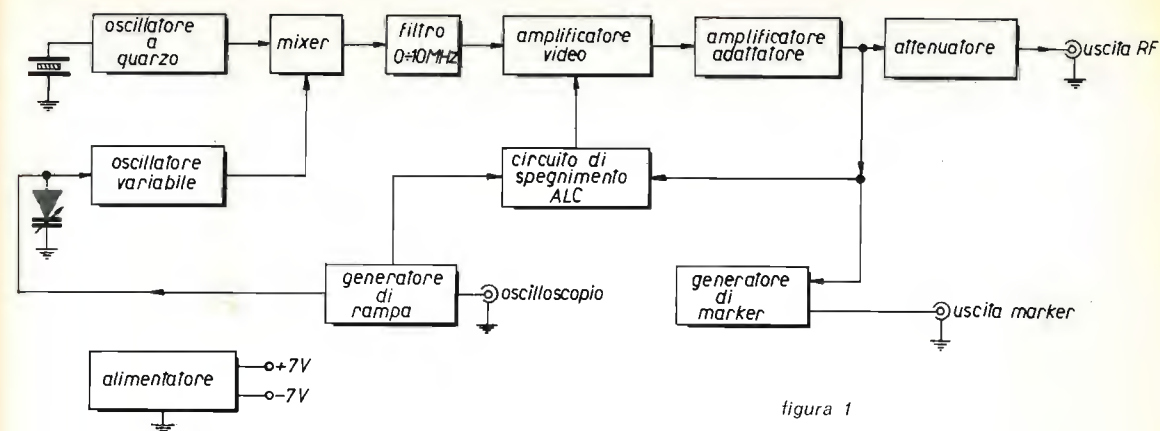 oscillatore
a
quarzo
mixer
filtro
0÷10MHz
amplificatore
video
amplificatore
adattatore
attenuatore
uscita RF
oscillatore
variabile
circuito di
spegnimento
ALC
generatore
di
rampa
oscilloscopio
generatore
di
marker
uscita marker
alimentatore
+7V
-7V
figura 1